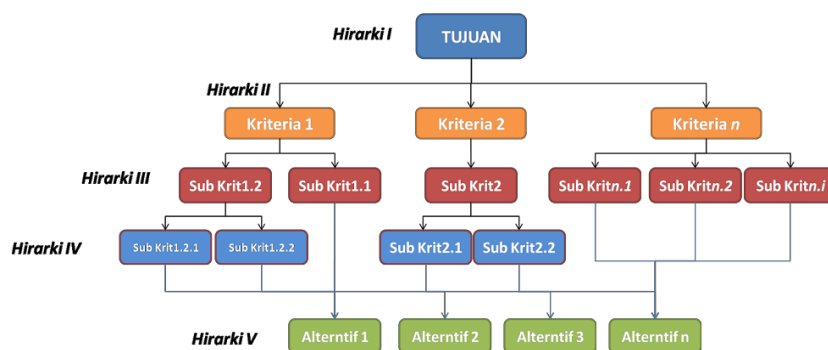 Hirarki I
TUJUAN
Hirarki II
Kriteria 1
Kriteria 2
Kriteria n
Hirarki III
Sub Krit1.2
Sub Krit1.1
Sub Krit2
Sub Kritn.1
Sub Kritn.2
Sub Kritn.i
Hirarki IV
Sub Krit1.2.1
Sub Krit1.2.2
Sub Krit2.1
Sub Krit2.2
Hirarki V
Alterntif 1
Alterntif 2
Alterntif 3
Alterntif n